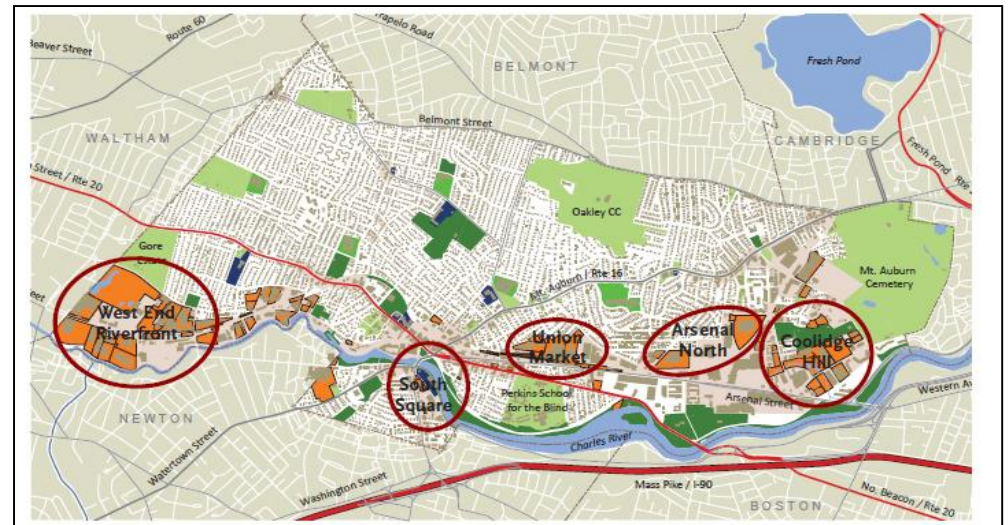 Route 60
Trapelo Road
Beaver Street
BELMONT
Fresh Pond
WALTHAM
Belmont Street
CAMBRIDGE
Fresh Pond
Street / Rte 20
Oakley CC
Gore
Mt. Auburn / Rte 16
Mt. Auburn
Cemetery
West End
Riverfront
Union
Market
Arsenal
North
Coolidge
Hill
South
Square
Perkins School
for the Blind
Arsenal Street
Western Av
NEWTON
Watertown Street
Charles River
Washington Street
Mass Pike / I-90
No. Beacon / Rte 20
BOSTON